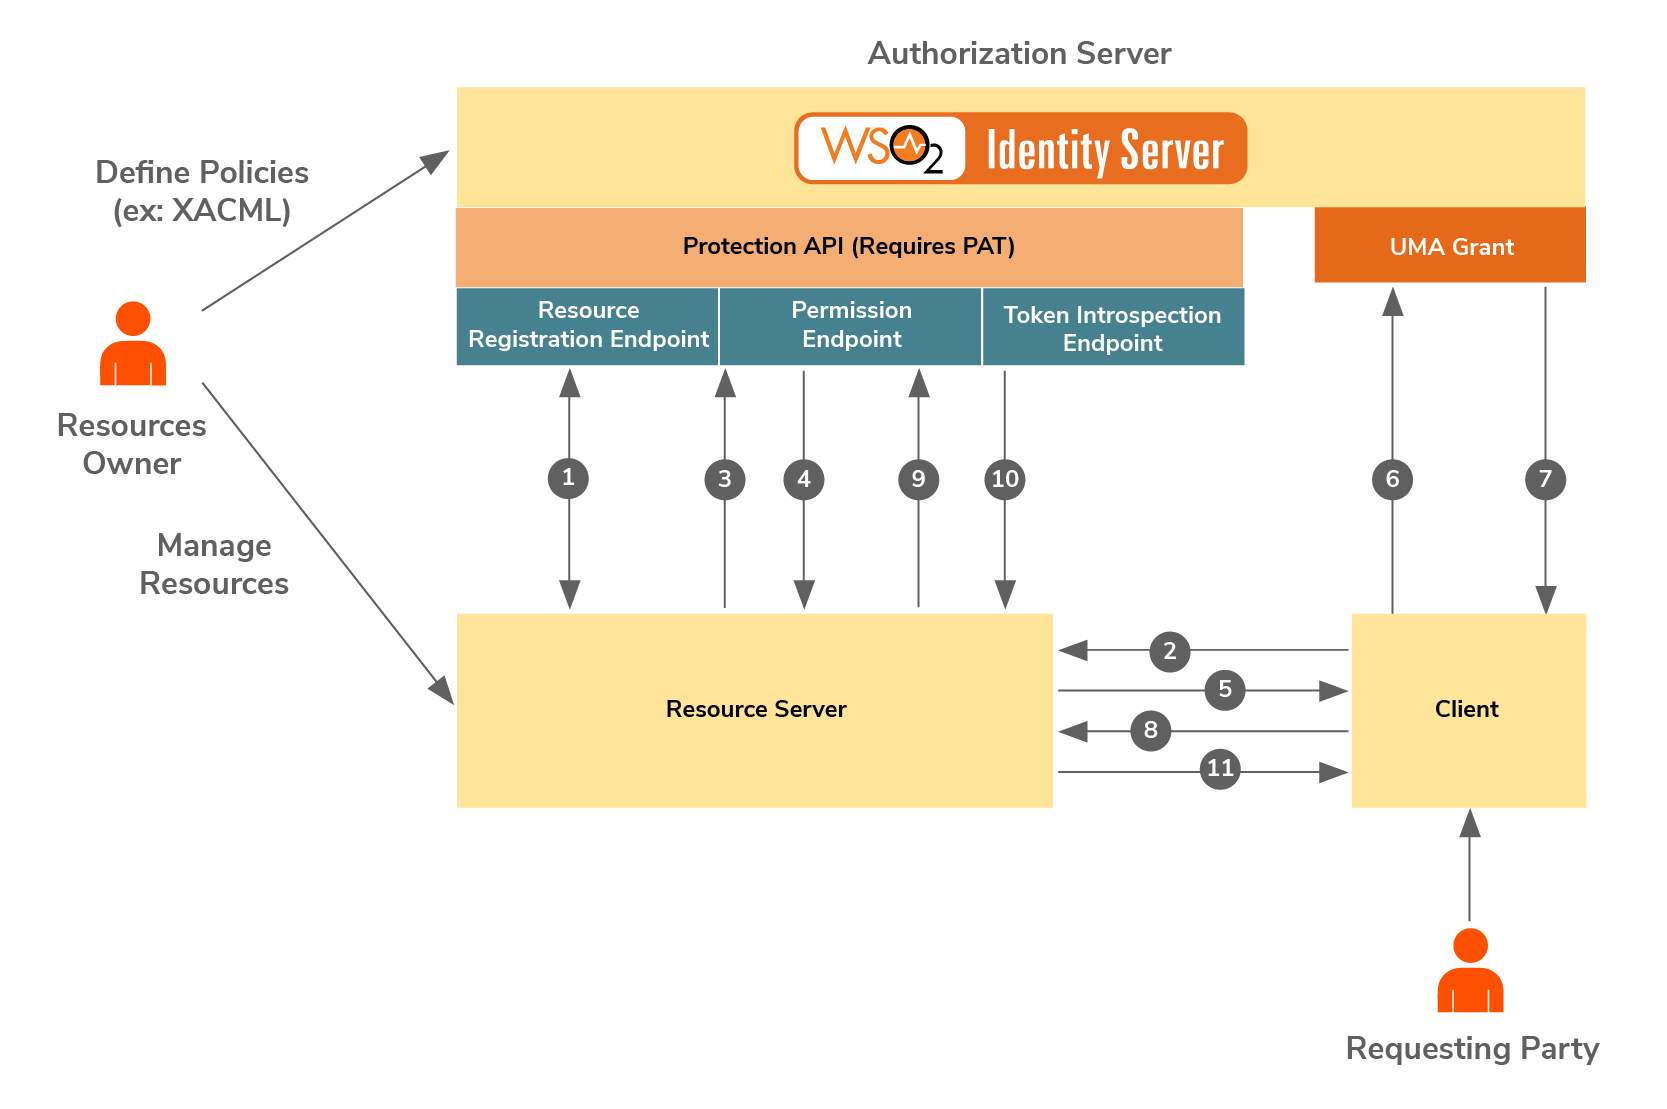 Authorization Server
WSO2 Identity Server
Define Policies
(ex: XACML)
Protection API (Requires PAT)
UMA Grant
Resource
Registration Endpoint
Permission
Endpoint
Token Introspection
Endpoint
Resources
Owner
1
3
4
9
10
6
7
Manage
Resources
2
5
8
11
Resource Server
Client
Requesting Party